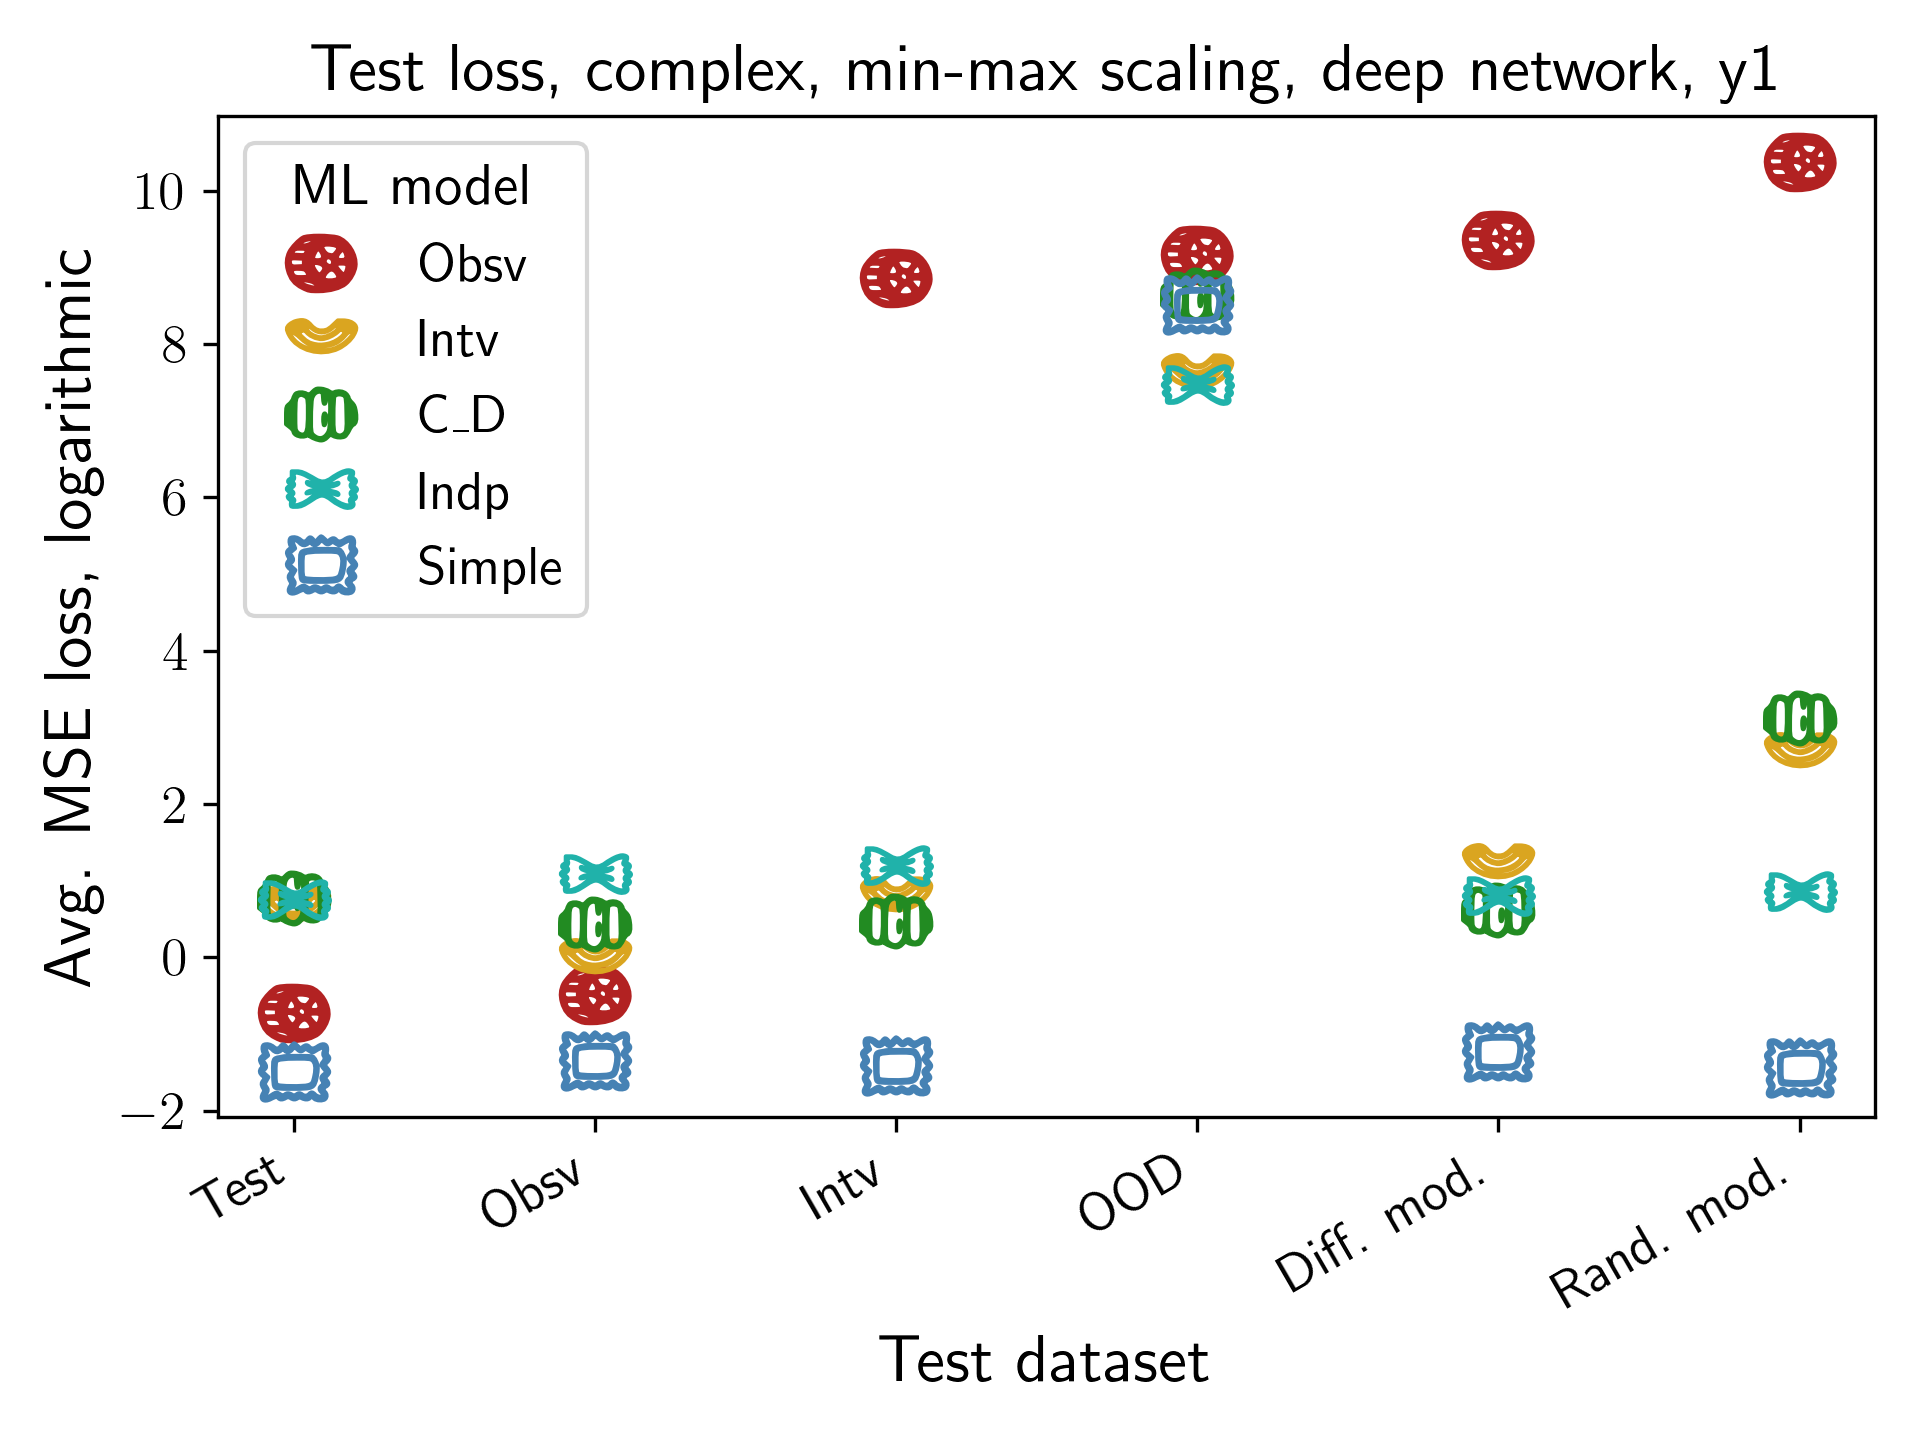 Test loss, complex, min-max scaling, deep network, y1
Avg. MSE loss, logarithmic
10
8
6
4
2
0
−2
ML model
Obsv
Intv
C_D
Indp
Simple
Test
Obsv
Intv
OOD
Diff. mod.
Rand. mod.
Test dataset